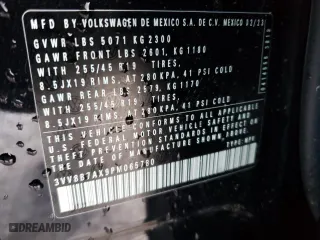 MFD BY VOLKSWAGEN DE MEXICO S.A. DE C.V. MEXICO 02/23
GVWR LBS 5071 KG2300
GAWR FRONT LBS 2601, KG1180
WITH 255/45 R19 TIRES,
8.5JX19 RIMS,AT 280KPA, 41 PSI COLD
GAWR REAR LBS 2579, KG1170
WITH 255/45 R19 TIRES,
8.5JX19 RIMS,AT 280KPA, 41 PSI COLD
THIS VEHICLE CONFORMS TO ALL APPLICABLE
U.S. FEDERAL MOTOR VEHICLE SAFETY AND
THEFT PREVENTION STANDARDS IN EFFECT ON
THE DATE OF MANUFACTURE SHOWN ABOVE
TYPE:MPV
DREAMBID